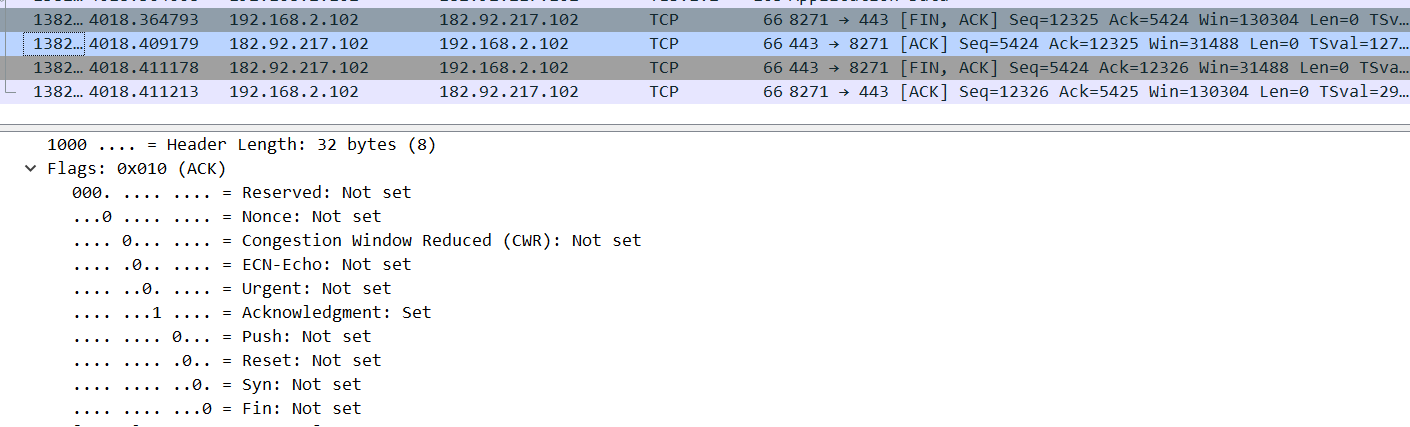 1382… 4018.364793 192.168.2.102 182.92.217.102 TCP 66 8271 → 443 [FIN, ACK] Seq=12325 Ack=5424 Win=130304 Len=0 TSv…
1382… 4018.409179 182.92.217.102 192.168.2.102 TCP 66 443 → 8271 [ACK] Seq=5424 Ack=12325 Win=31488 Len=0 TSval=127…
1382… 4018.411178 182.92.217.102 192.168.2.102 TCP 66 443 → 8271 [FIN, ACK] Seq=5424 Ack=12326 Win=31488 Len=0 TSva…
1382… 4018.411213 192.168.2.102 182.92.217.102 TCP 66 8271 → 443 [ACK] Seq=12326 Ack=5425 Win=130304 Len=0 TSval=29…
1000 .... = Header Length: 32 bytes (8)
Flags: 0x010 (ACK)
000. .... .... = Reserved: Not set
...0 .... .... = Nonce: Not set
.... 0... .... = Congestion Window Reduced (CWR): Not set
.... .0.. .... = ECN-Echo: Not set
.... ..0. .... = Urgent: Not set
.... ...1 .... = Acknowledgment: Set
.... .... 0... = Push: Not set
.... .... .0.. = Reset: Not set
.... .... ..0. = Syn: Not set
.... .... ...0 = Fin: Not set